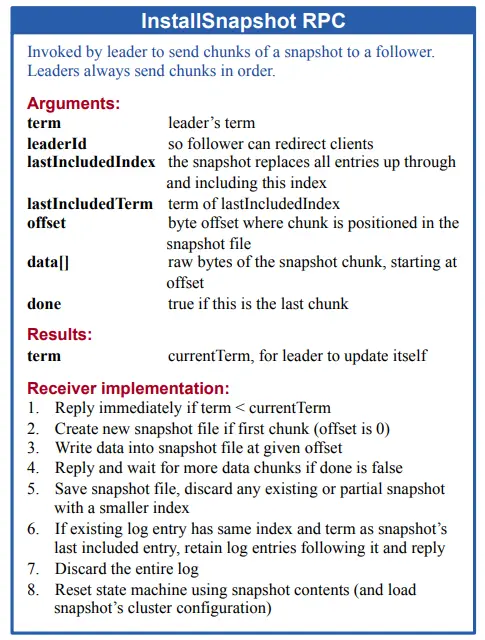 InstallSnapshot RPC
Invoked by leader to send chunks of a snapshot to a follower.
Leaders always send chunks in order.
Arguments:
term leader’s term
leaderId so follower can redirect clients
lastIncludedIndex the snapshot replaces all entries up through
and including this index
lastIncludedTerm term of lastIncludedIndex
offset byte offset where chunk is positioned in the
snapshot file
data[] raw bytes of the snapshot chunk, starting at
offset
done true if this is the last chunk
Results:
term currentTerm, for leader to update itself
Receiver implementation:
1. Reply immediately if term < currentTerm
2. Create new snapshot file if first chunk (offset is 0)
3. Write data into snapshot file at given offset
4. Reply and wait for more data chunks if done is false
5. Save snapshot file, discard any existing or partial snapshot
with a smaller index
6. If existing log entry has same index and term as snapshot’s
last included entry, retain log entries following it and reply
7. Discard the entire log
8. Reset state machine using snapshot contents (and load
snapshot’s cluster configuration)